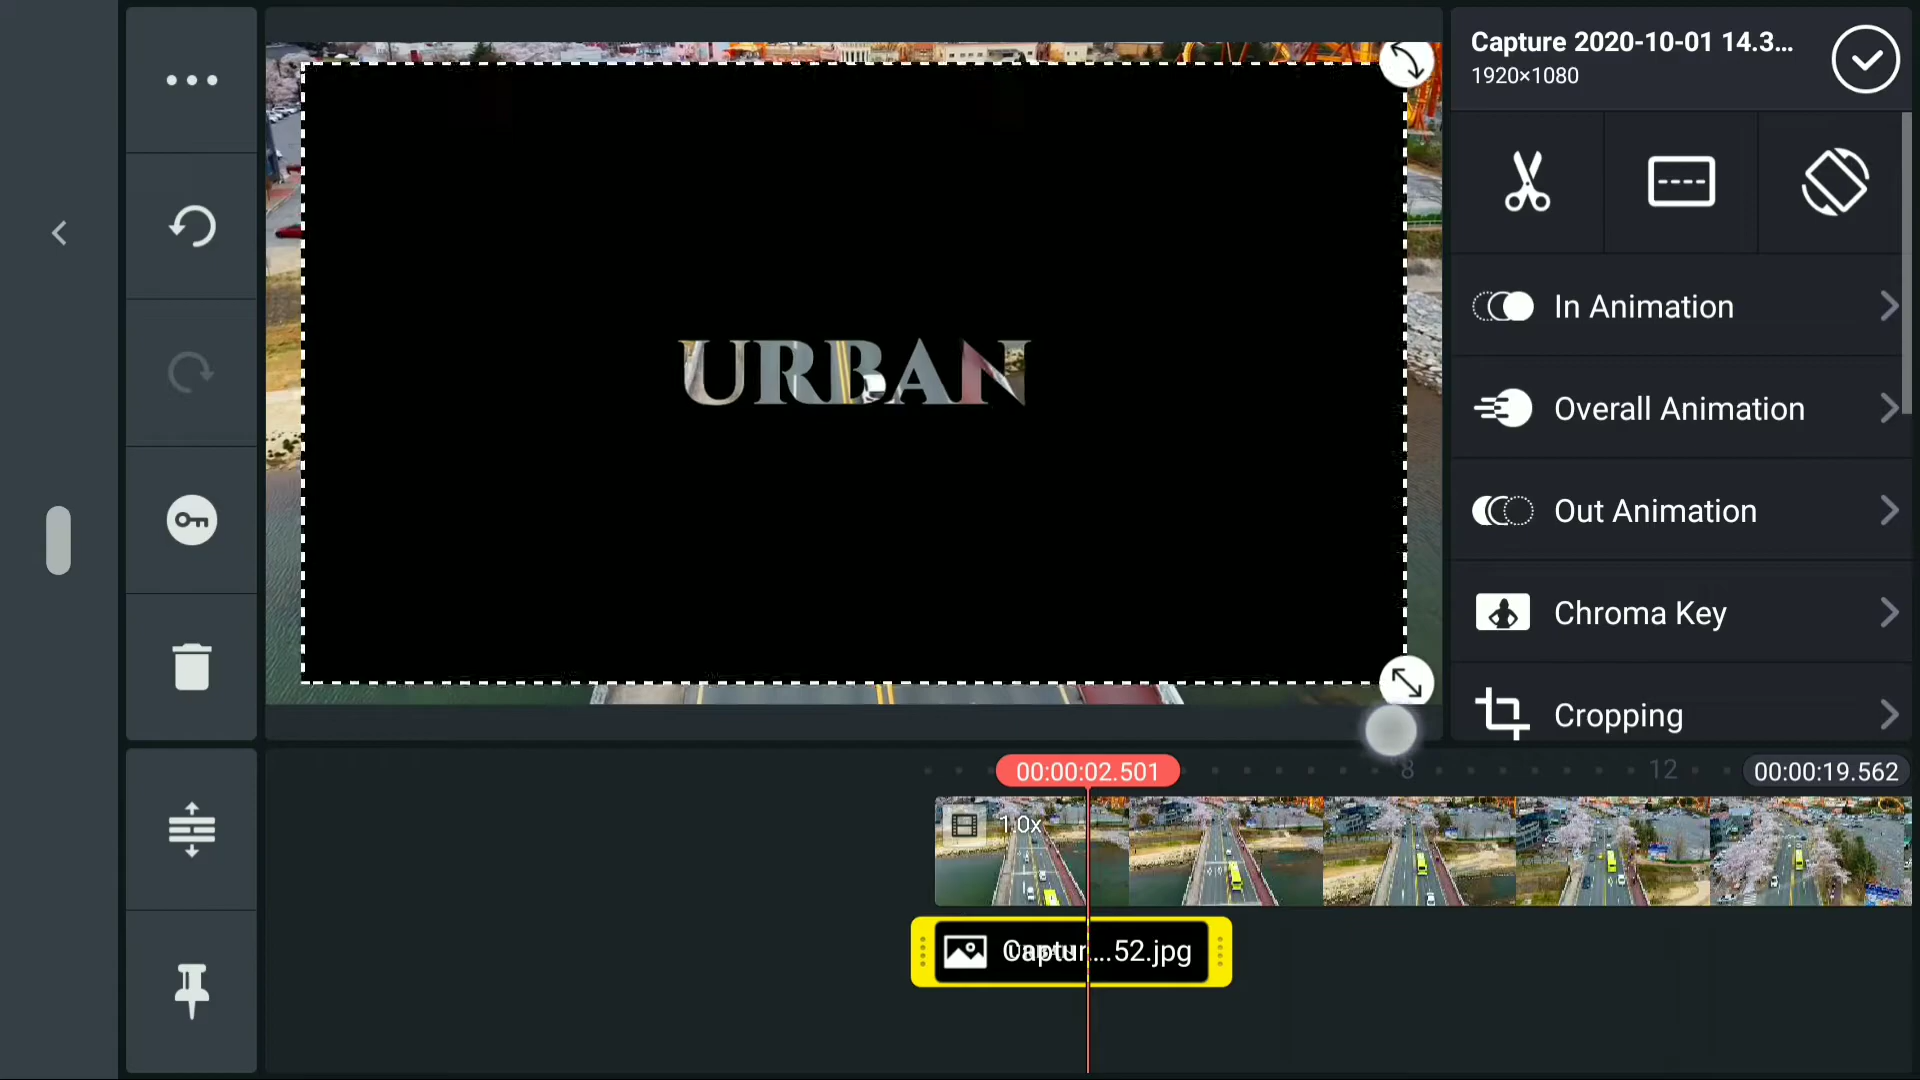 Capture 2020-10-01 14.3...
1920×1080
URBAN
In Animation
Overall Animation
Out Animation
Chroma Key
Cropping
00:00:02.501
8
12
00:00:19.562
1.0x
Captur....52.jpg